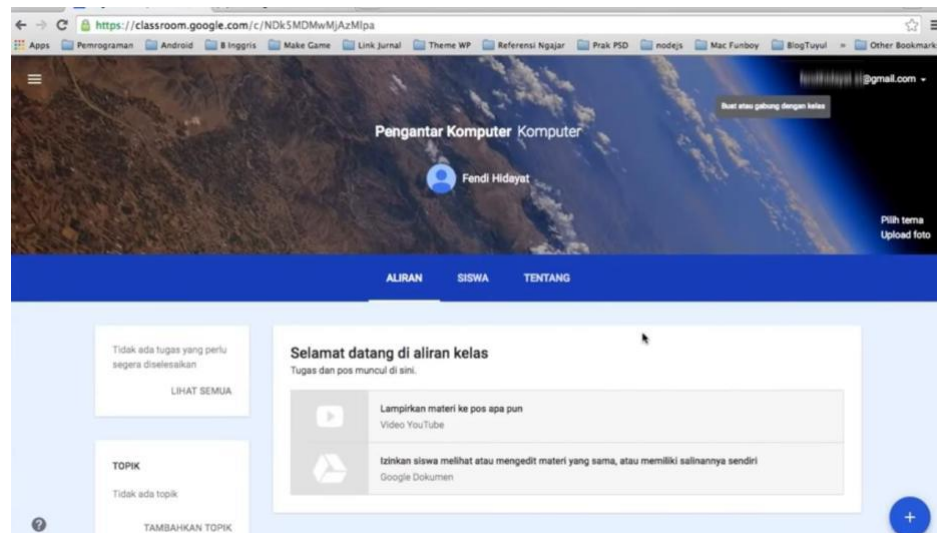 https://classroom.google.com/c/NDk5MDMwMjAzMlpa
Apps Pemrograman Android B Inggris Make Game Link Jurnal Theme WP Referensi Ngajar Prak PSD nodejs Mac Funboy BlogTuyul » Other Bookmark
@gmail.com
Buat atau gabung dengan kelas
Pengantar Komputer Komputer
Fendi Hidayat
Pilih tema
Upload foto
ALIRAN SISWA TENTANG
Tidak ada tugas yang perlu
segera diselesaikan
LIHAT SEMUA
TOPIK
Tidak ada topik
TAMBAHKAN TOPIK
Selamat datang di aliran kelas
Tugas dan pos muncul di sini.
Lampirkan materi ke pos apa pun
Video YouTube
Izinkan siswa melihat atau mengedit materi yang sama, atau memiliki salinannya sendiri
Google Dokumen